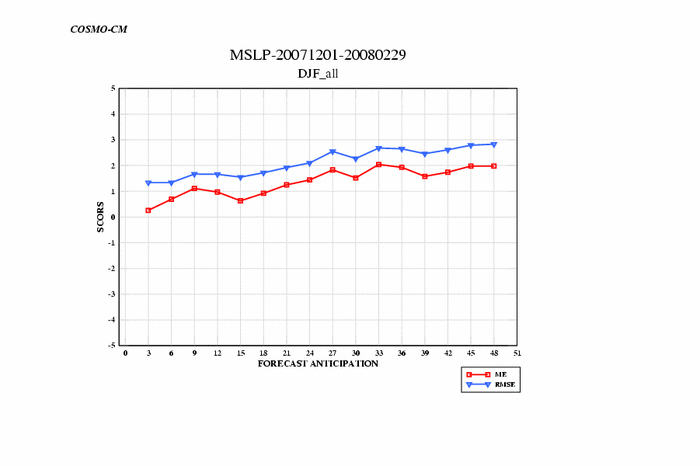 COSMO-CM
MSLP-20071201-20080229
DJF_all
5
4
3
2
1
0
-1
-2
-3
-4
-5
SCORS
0 3 6 9 12 15 18 21 24 27 30 33 36 39 42 45 48 51
FORECAST ANTICIPATION
ME
RMSE